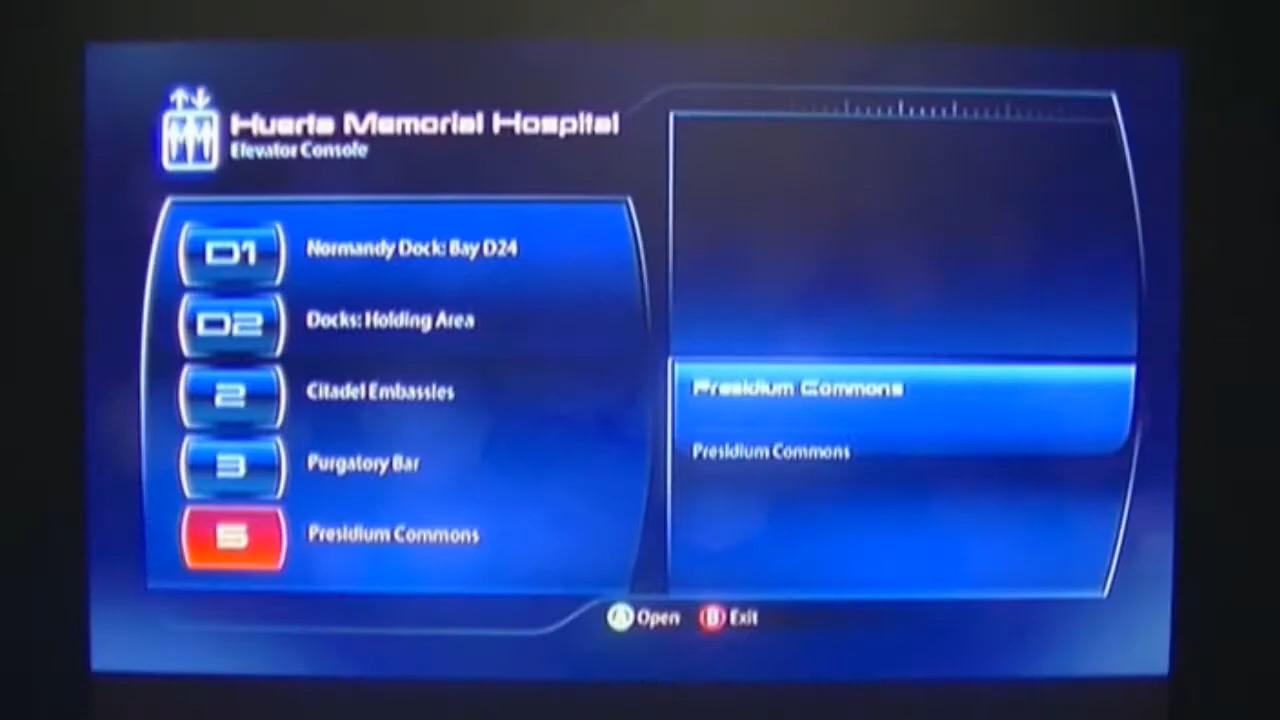 Huerta Memorial Hospital
Elevator Console
D1 Normandy Dock: Bay D24
D2 Docks: Holding Area
2 Citadel Embassies
3 Purgatory Bar
5 Presidium Commons
Presidium Commons
Presidium Commons
A Open B Exit